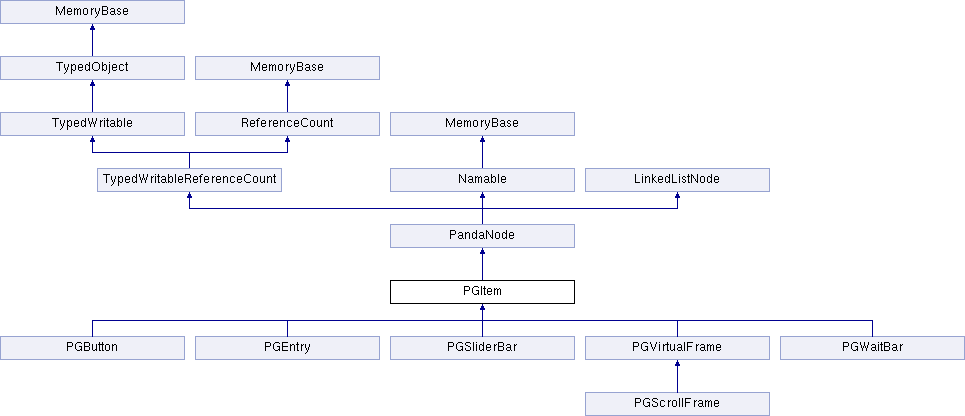 MemoryBase
TypedObject
MemoryBase
TypedWritable
ReferenceCount
MemoryBase
TypedWritableReferenceCount
Namable
LinkedListNode
PandaNode
PGItem
PGButton
PGEntry
PGSliderBar
PGVirtualFrame
PGWaitBar
PGScrollFrame